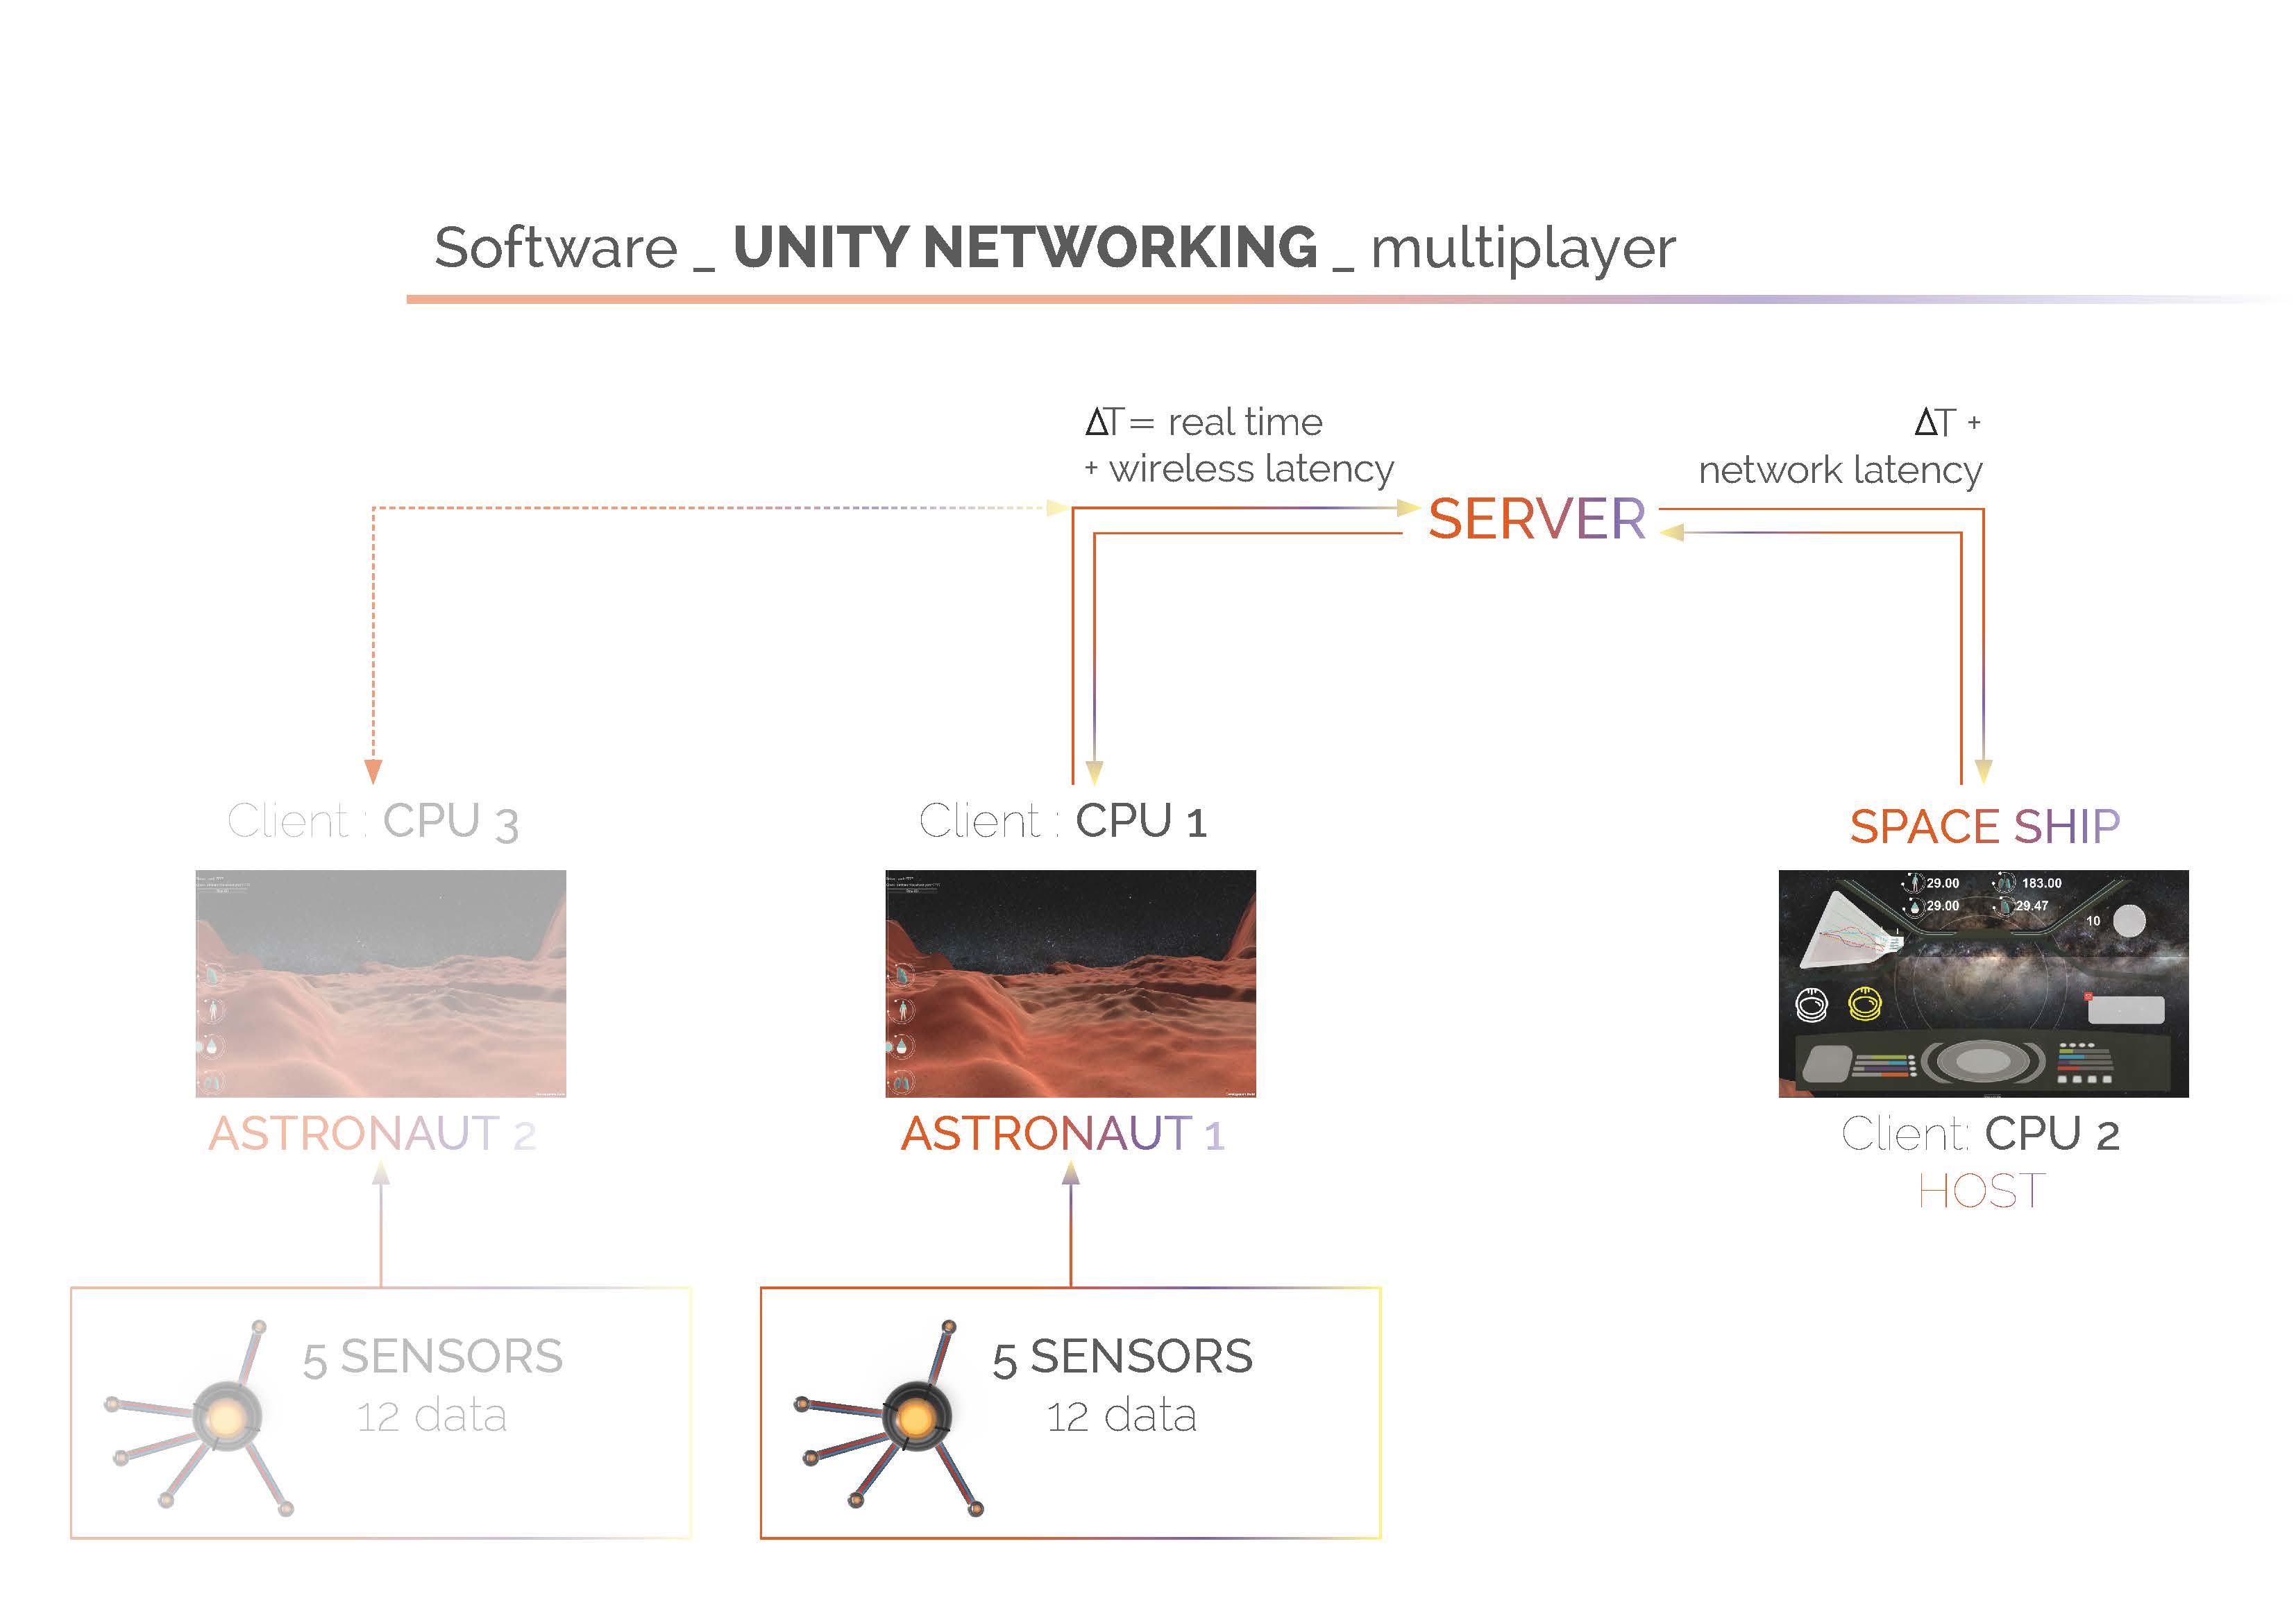 Software _ UNITY NETWORKING _ multiplayer
ΔT = real time
+ wireless latency
ΔT +
network latency
SERVER
Client : CPU 3
Client : CPU 1
SPACE SHIP
29.00
183.00
29.00
29.47
10
ASTRONAUT 2
ASTRONAUT 1
Client: CPU 2
HOST
5 SENSORS
12 data
5 SENSORS
12 data